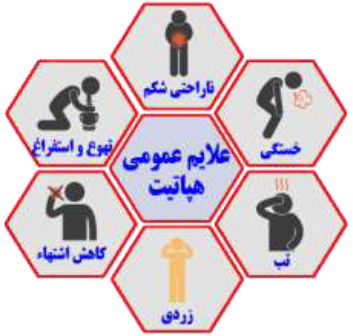 ناراحتی شکم
خستگی
تهوع و استفراغ
علایم عمومی
هپاتیت
کاهش اشتهاء
تب
زردی